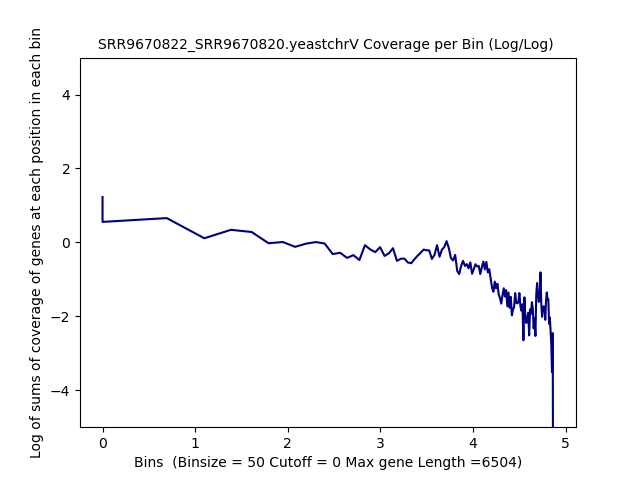 SRR9670822_SRR9670820.yeastchrV Coverage per Bin (Log/Log)
Log of sums of coverage of genes at each position in each bin
4
2
0
−2
−4
0 1 2 3 4 5
Bins  (Binsize = 50 Cutoff = 0 Max gene Length =6504)